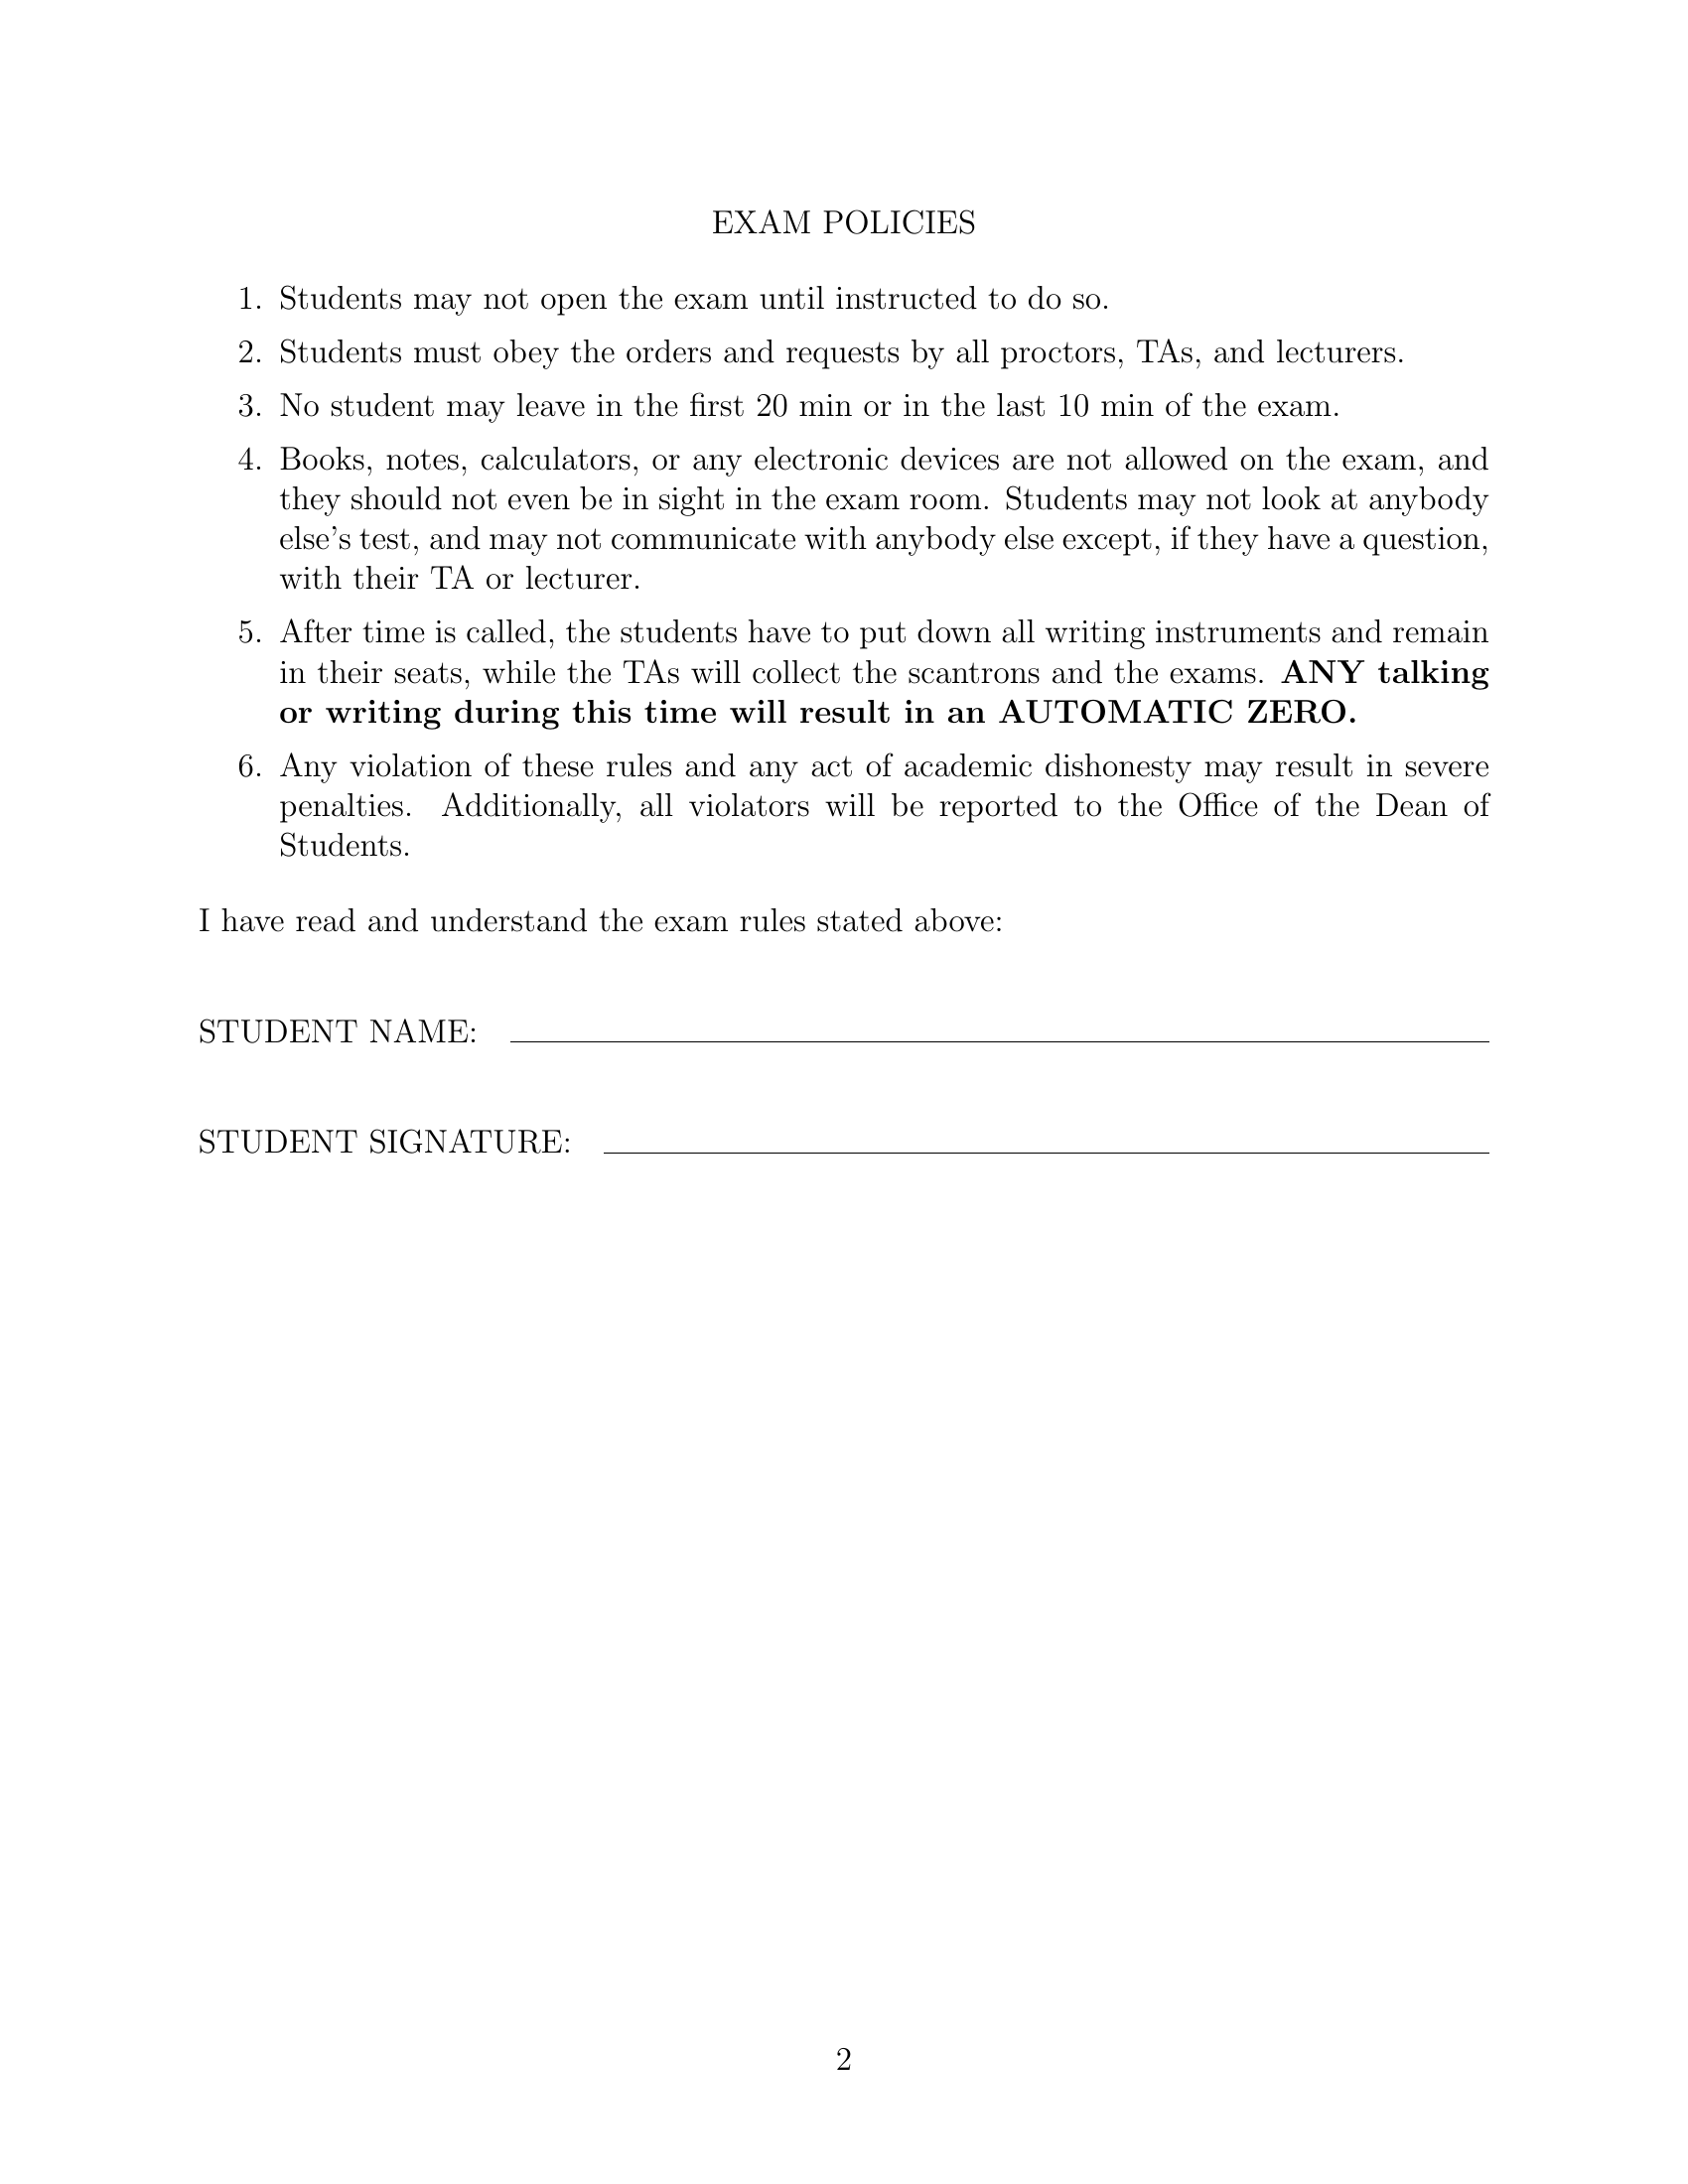 EXAM POLICIES
1. Students may not open the exam until instructed to do so.
2. Students must obey the orders and requests by all proctors, TAs, and lecturers.
3. No student may leave in the first 20 min or in the last 10 min of the exam.
4. Books, notes, calculators, or any electronic devices are not allowed on the exam, and
they should not even be in sight in the exam room. Students may not look at anybody
else's test, and may not communicate with anybody else except, if they have a question,
with their TA or lecturer.
5. After time is called, the students have to put down all writing instruments and remain
in their seats, while the TAs will collect the scantrons and the exams. ANY talking
or writing during this time will result in an AUTOMATIC ZERO.
6. Any violation of these rules and any act of academic dishonesty may result in severe
penalties. Additionally, all violators will be reported to the Office of the Dean of
Students.
I have read and understand the exam rules stated above:
STUDENT NAME:
STUDENT SIGNATURE:
2